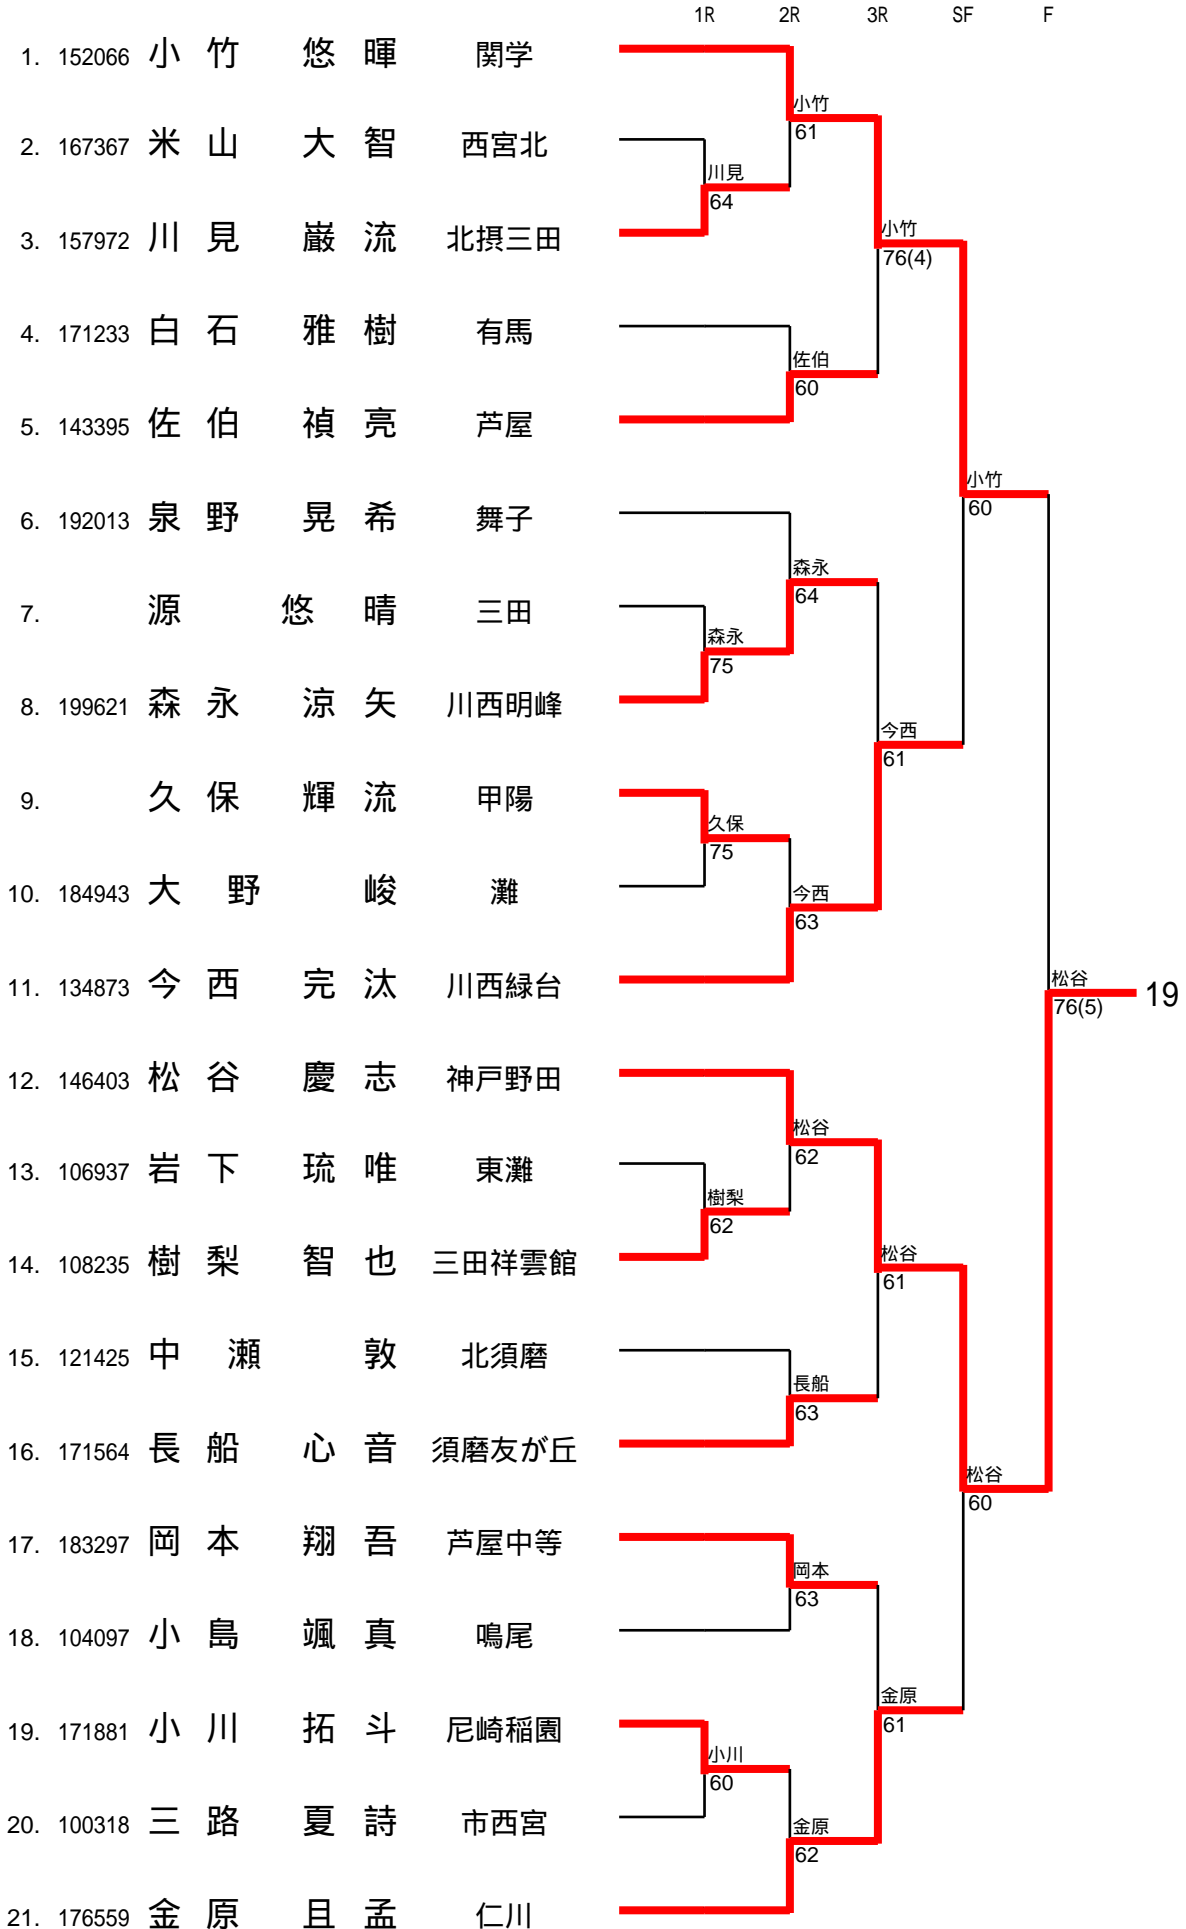 1R 2R 3R SF F
1. 152066 小竹 悠暉 関学
小竹
61
2. 167367 米山 大智 西宮北
川見
64
3. 157972 川見 巌流 北摂三田
小竹
76(4)
4. 171233 白石 雅樹 有馬
佐伯
60
5. 143395 佐伯 禎亮 芦屋
小竹
60
6. 192013 泉野 晃希 舞子
森永
64
7. 源 悠晴 三田
森永
75
8. 199621 森永 涼矢 川西明峰
今西
61
9. 久保 輝流 甲陽
久保
75
10. 184943 大野 峻 灘
今西
63
11. 134873 今西 完汰 川西緑台
松谷
76(5)
19
12. 146403 松谷 慶志 神戸野田
松谷
62
13. 106937 岩下 琉唯 東灘
樹梨
62
14. 108235 樹梨 智也 三田祥雲館
松谷
61
15. 121425 中瀬 敦 北須磨
長船
63
16. 171564 長船 心音 須磨友が丘
松谷
60
17. 183297 岡本 翔吾 芦屋中等
岡本
63
18. 104097 小島 颯真 鳴尾
金原
61
19. 171881 小川 拓斗 尼崎稲園
小川
60
20. 100318 三路 夏詩 市西宮
金原
62
21. 176559 金原 且孟 仁川